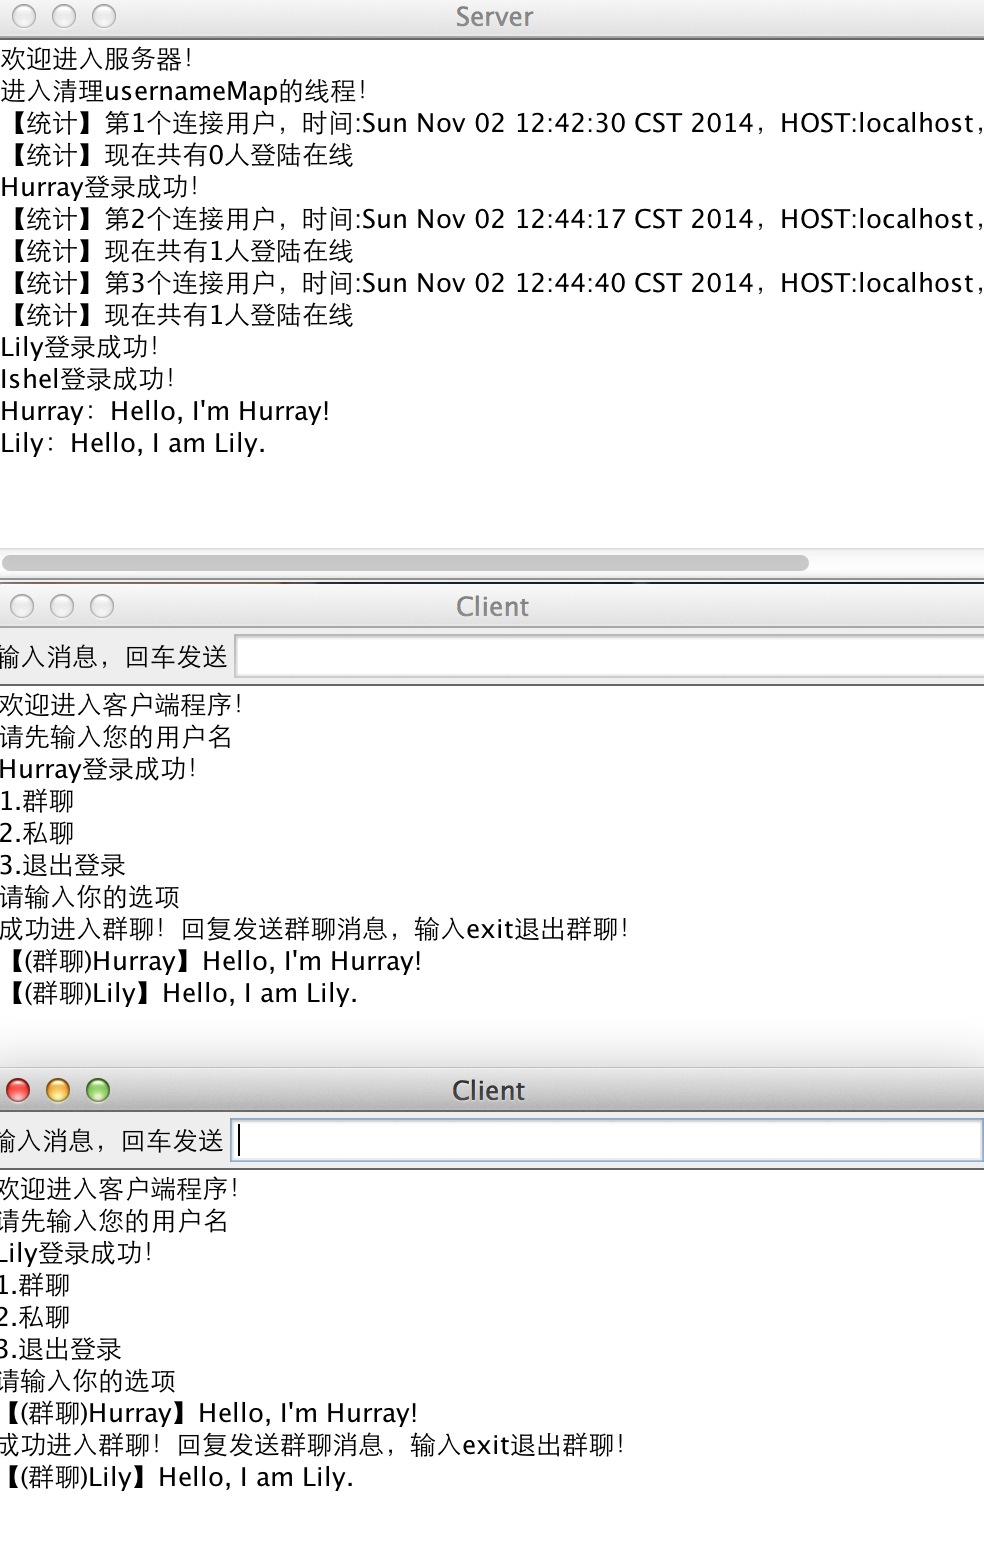 Server
欢迎进入服务器！
进入清理usernameMap的线程！
【统计】第1个连接用户，时间:Sun Nov 02 12:42:30 CST 2014，HOST:localhost，
【统计】现在共有0人登陆在线
Hurray登录成功！
【统计】第2个连接用户，时间:Sun Nov 02 12:44:17 CST 2014，HOST:localhost，
【统计】现在共有1人登陆在线
【统计】第3个连接用户，时间:Sun Nov 02 12:44:40 CST 2014，HOST:localhost，
【统计】现在共有1人登陆在线
Lily登录成功！
Ishel登录成功！
Hurray：Hello, I'm Hurray!
Lily：Hello, I am Lily.
Client
输入消息，回车发送
欢迎进入客户端程序！
请先输入您的用户名
Hurray登录成功！
1.群聊
2.私聊
3.退出登录
请输入你的选项
成功进入群聊！回复发送群聊消息，输入exit退出群聊！
【(群聊)Hurray】Hello, I'm Hurray!
【(群聊)Lily】Hello, I am Lily.
Client
输入消息，回车发送
欢迎进入客户端程序！
请先输入您的用户名
Lily登录成功！
1.群聊
2.私聊
3.退出登录
请输入你的选项
【(群聊)Hurray】Hello, I'm Hurray!
成功进入群聊！回复发送群聊消息，输入exit退出群聊！
【(群聊)Lily】Hello, I am Lily.